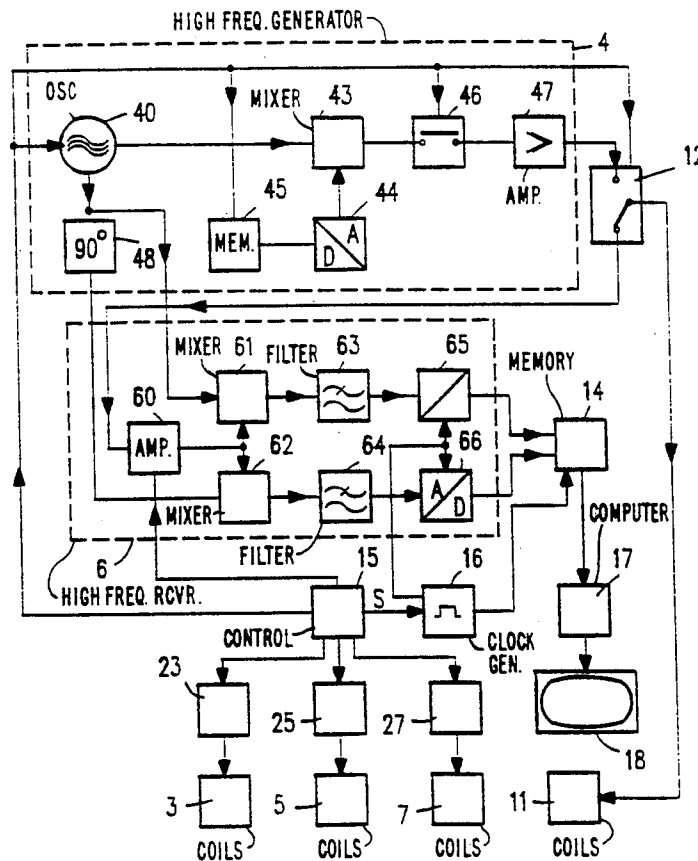 HIGH FREQ. GENERATOR
4
OSC
40
MIXER
43
46
47
AMP.
12
45
44
MEM.
D A
90°
48
MIXER
61
FILTER
63
65
MEMORY
14
60
AMP.
62
64
66
A D
MIXER
FILTER
COMPUTER
17
6
15
16
HIGH FREQ. RCVR.
S
CONTROL
CLOCK
GEN.
23
25
27
18
3
5
7
11
COILS
COILS
COILS
COILS